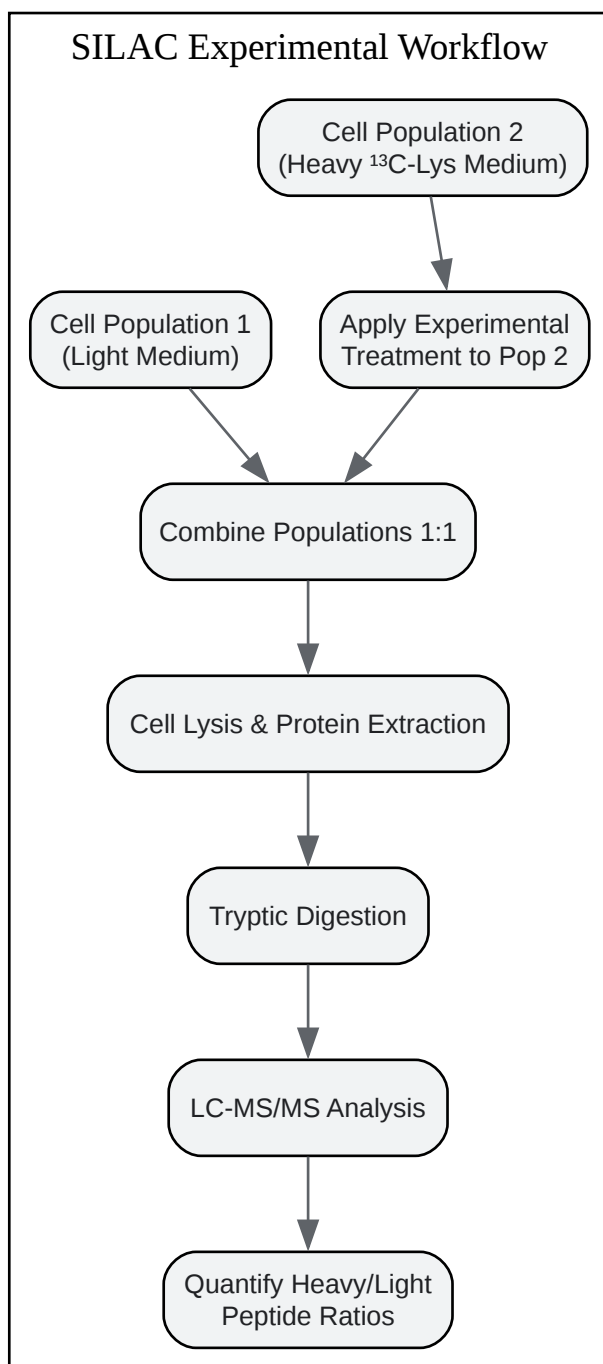 SILAC Experimental Workflow
Cell Population 2
(Heavy ¹³C-Lys Medium)
Cell Population 1
(Light Medium)
Apply Experimental
Treatment to Pop 2
Combine Populations 1:1
Cell Lysis & Protein Extraction
Tryptic Digestion
LC-MS/MS Analysis
Quantify Heavy/Light
Peptide Ratios